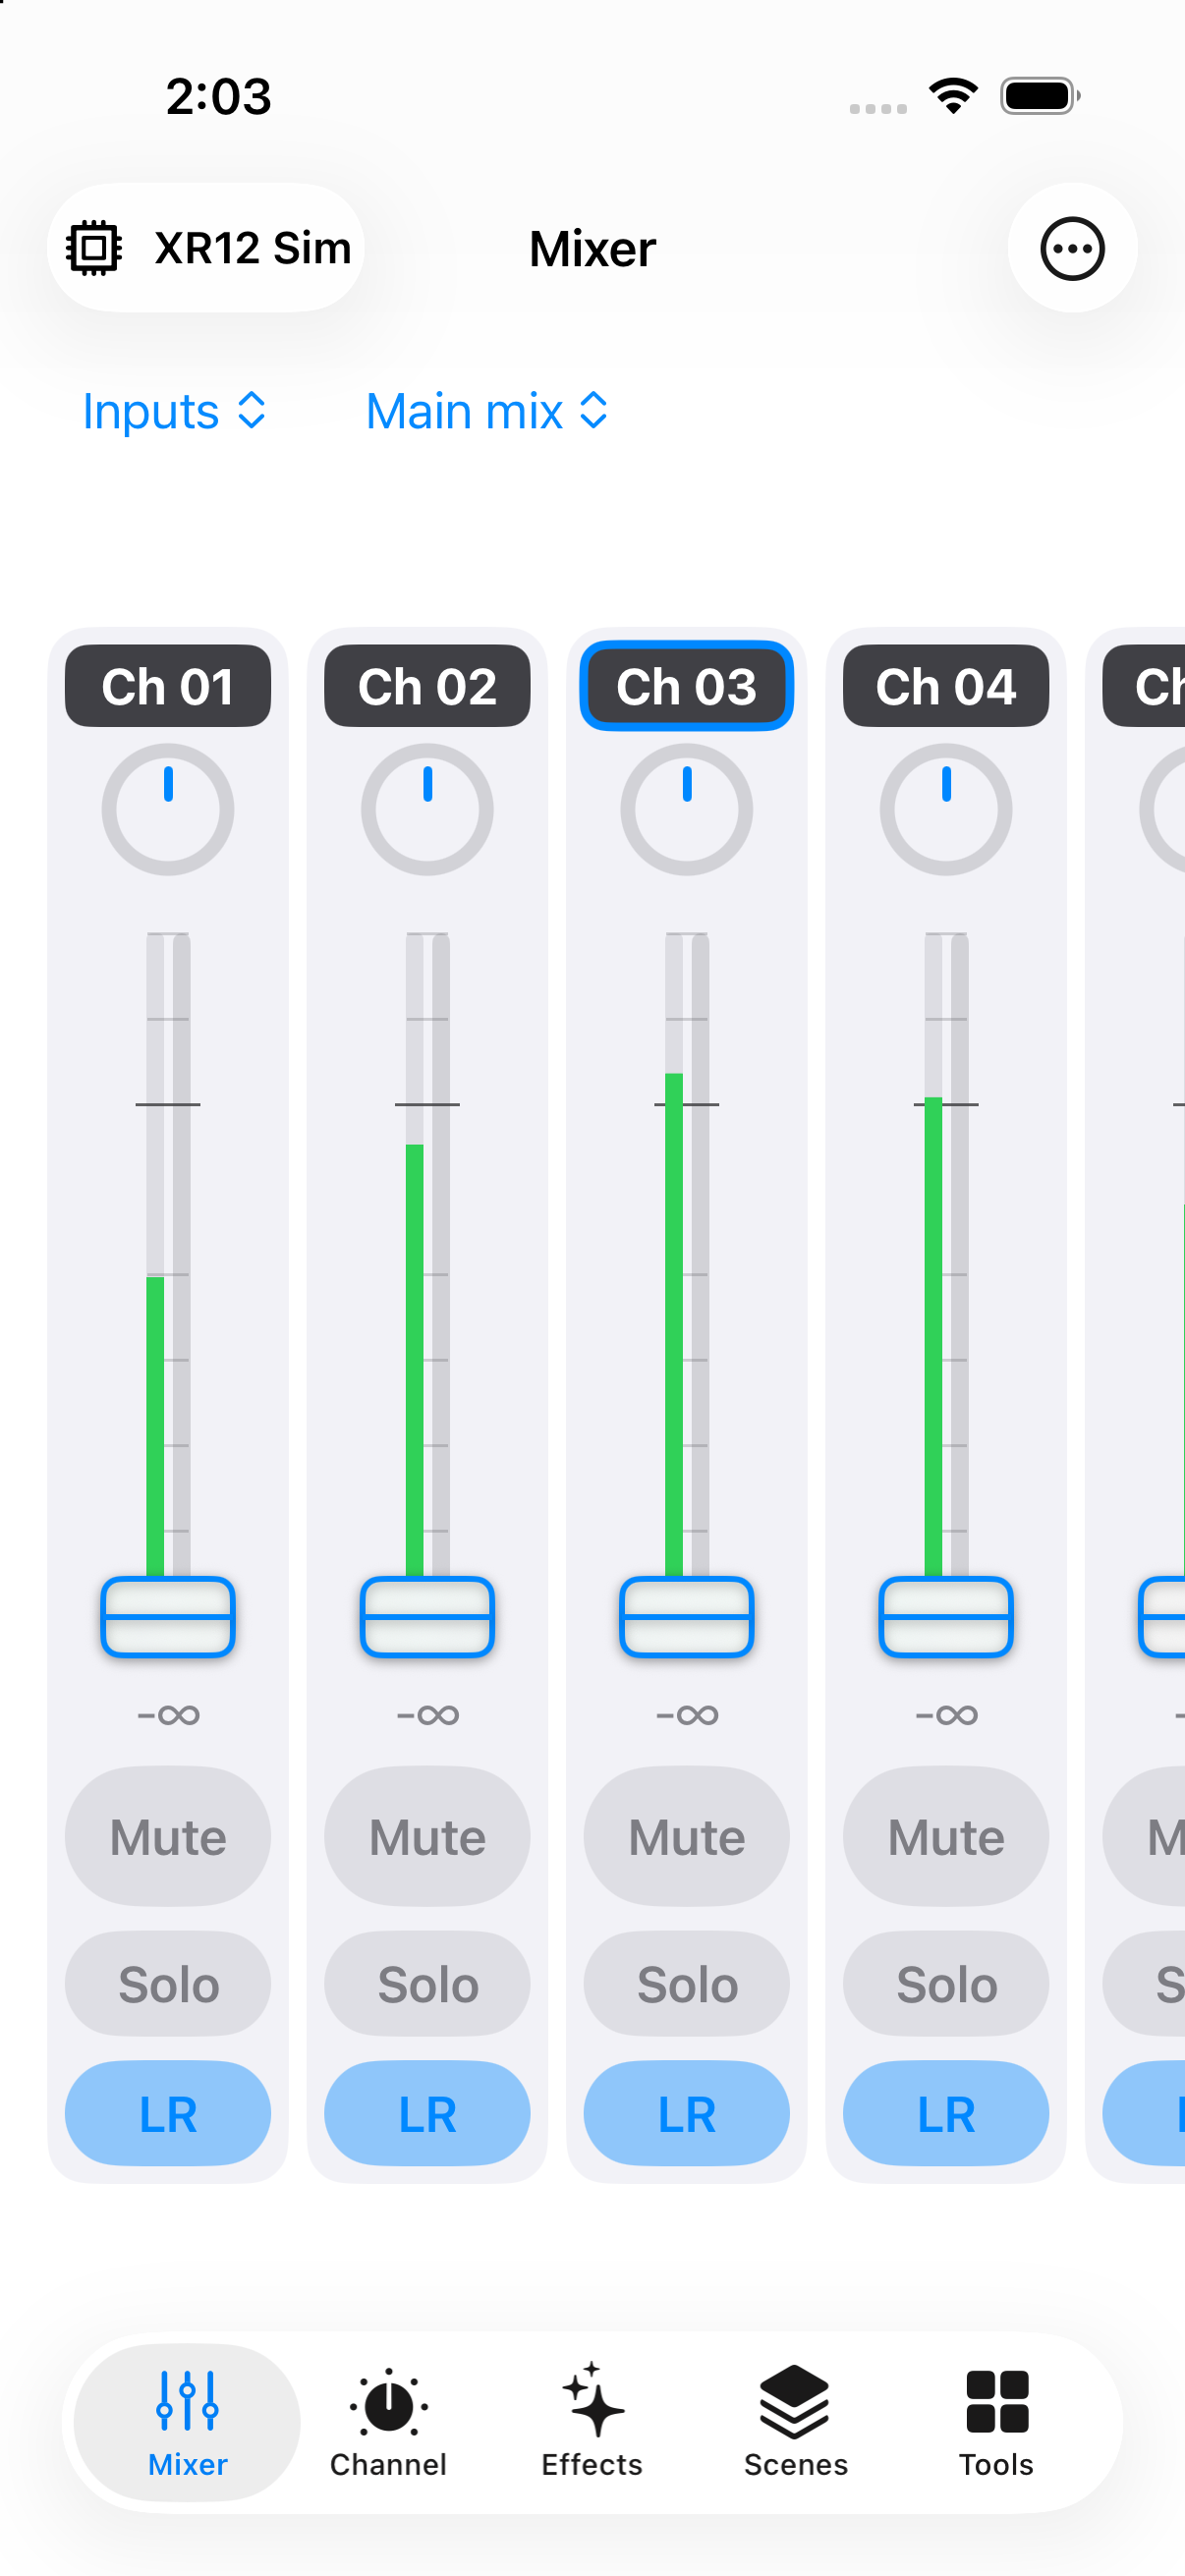 2:03
XR12 Sim
Mixer
Inputs
Main mix
Ch 01 Ch 02 Ch 03 Ch 04 Ch
-∞ -∞ -∞ -∞
Mute Mute Mute Mute
Solo Solo Solo Solo
LR LR LR LR
Mixer Channel Effects Scenes Tools